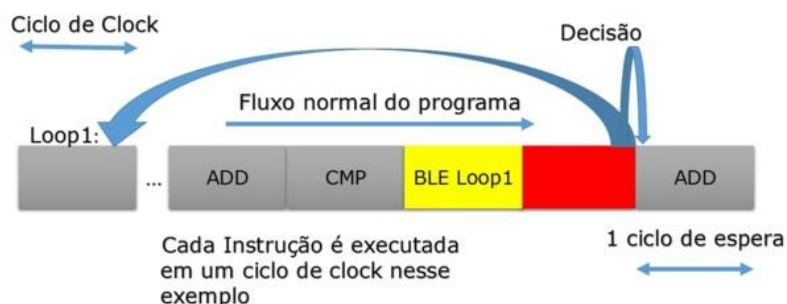 Ciclo de Clock
Decisão
Fluxo normal do programa
Loop1:
...
ADD
CMP
BLE Loop1
ADD
Cada Instrução é executada
em um ciclo de clock nesse
exemplo
1 ciclo de espera